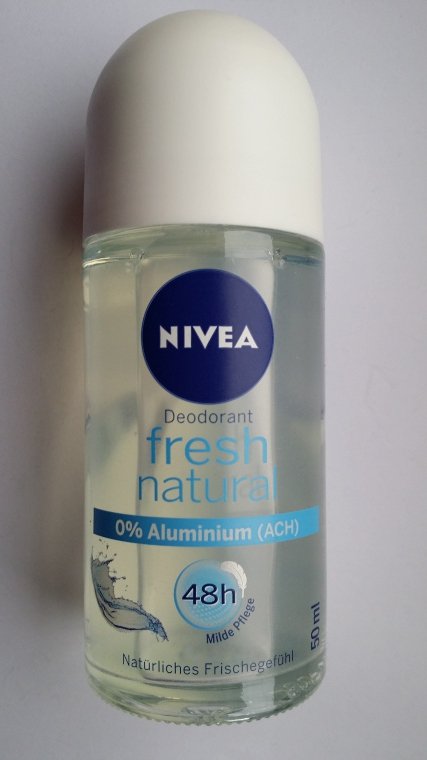 NIVEA
Deodorant
fresh
natural
0% Aluminium (ACH)
48h
Milde Pflege
50 ml
Natürliches Frischegefühl